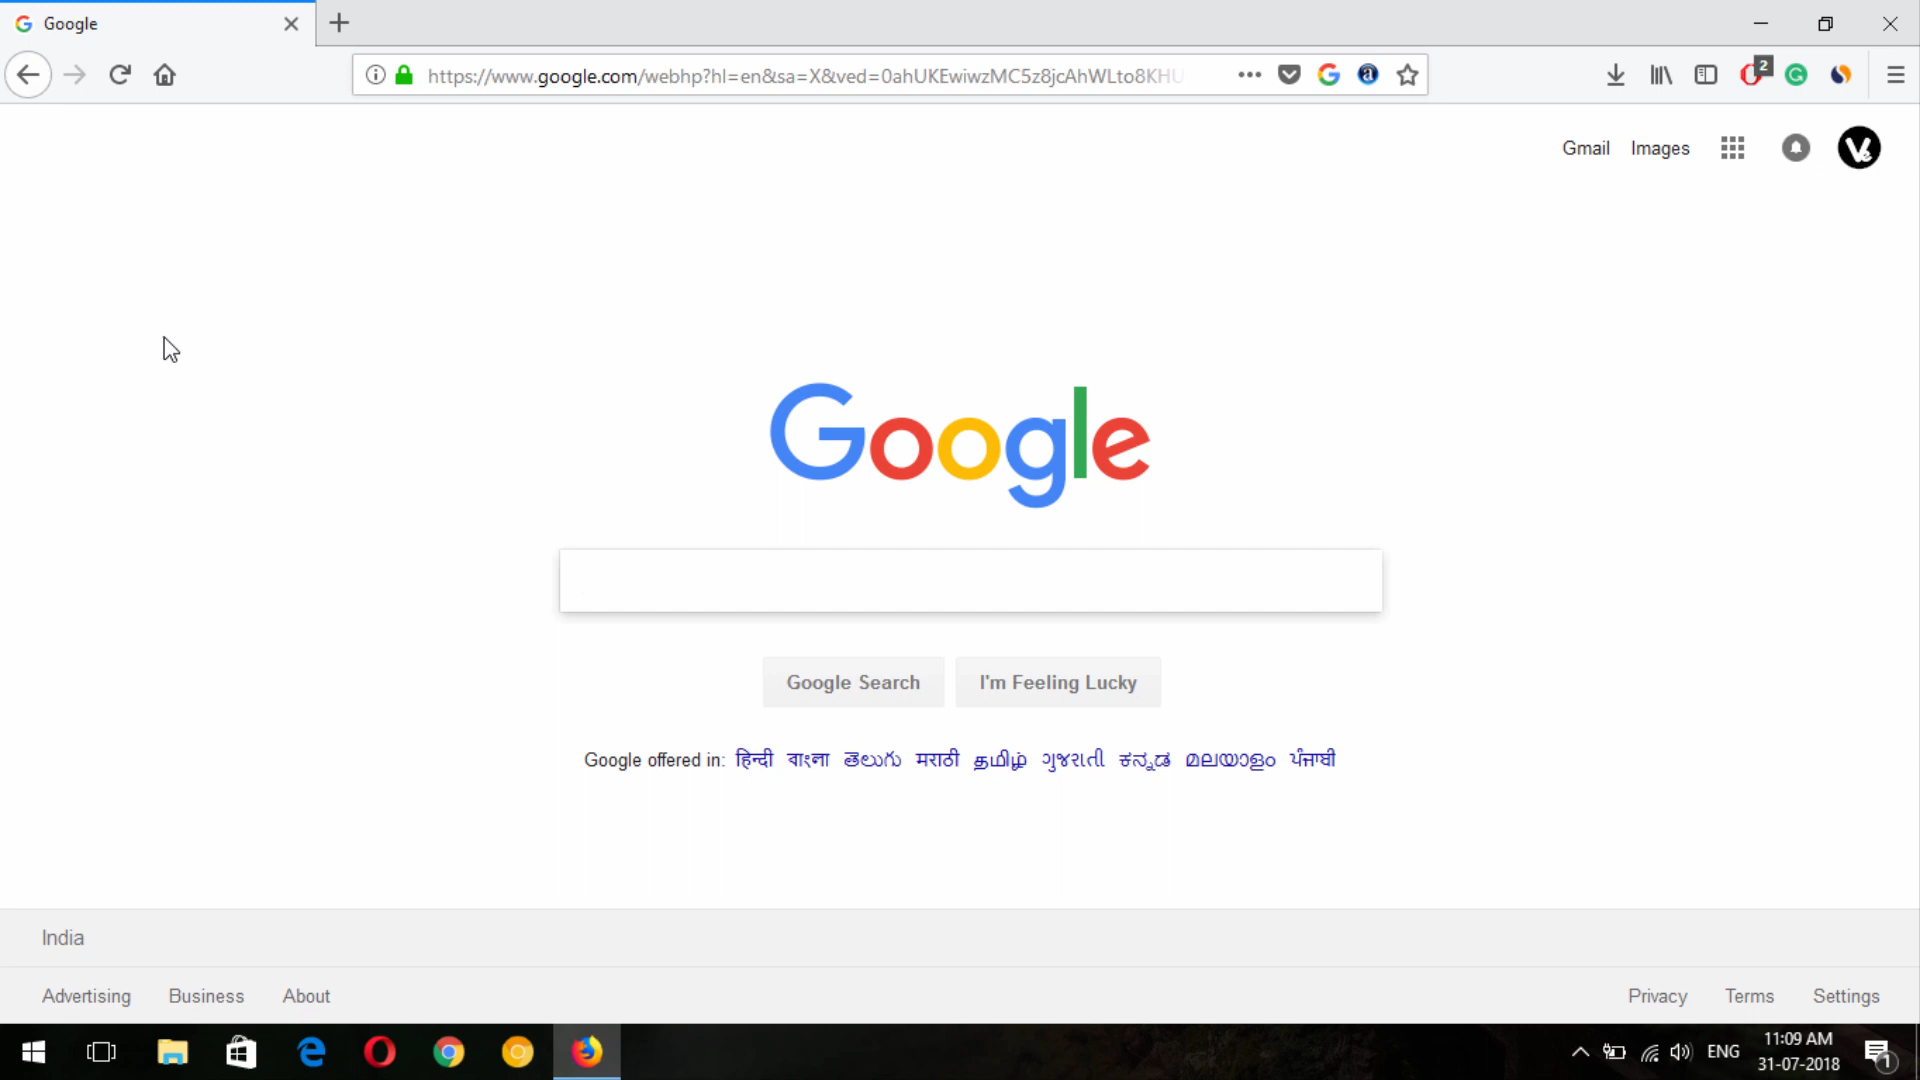 Google
https://www.google.com/webhp?hl=en&sa=X&ved=0ahUKEwiwzMC5z8jcAhWLto8KHU
2
Gmail Images
Google
Google Search I'm Feeling Lucky
Google offered in: हिन्दी বাংলা తెలుగు मराठी தமிழ் ગુજરાતી ಕನ್ನಡ മലയാളം ਪੰਜਾਬੀ
India
Advertising Business About Privacy Terms Settings
ENG 11:09 AM
31-07-2018
1